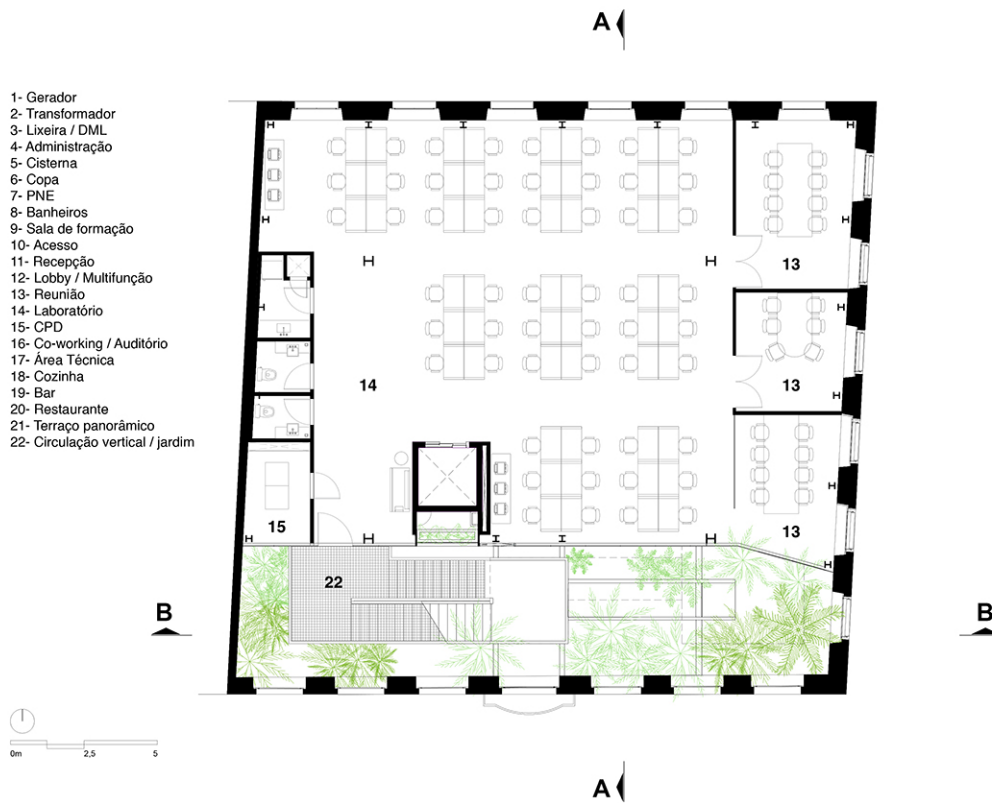 A
1- Gerador
2- Transformador
3- Lixeira / DML
4- Administração
5- Cisterna
6- Copa
7- PNE
8- Banheiros
9- Sala de formação
10- Acesso
11- Recepção
12- Lobby / Multifunção
13- Reunião
14- Laboratório
15- CPD
16- Co-working / Auditório
17- Área Técnica
18- Cozinha
19- Bar
20- Restaurante
21- Terraço panorâmico
22- Circulação vertical / jardim
13
14
13
15
13
22
B
B
0m 2,5 5
A